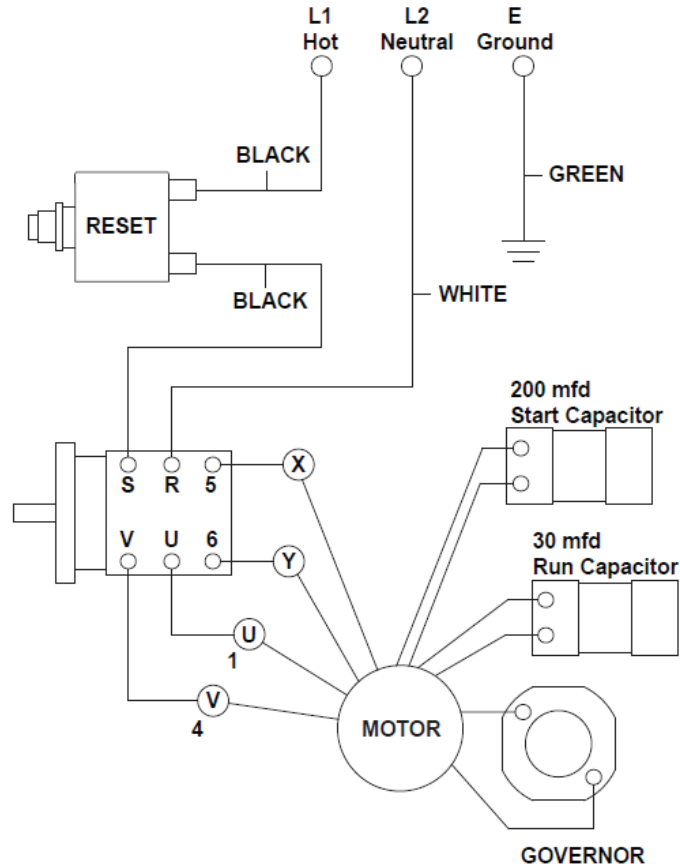 L1 Hot
L2 Neutral
E Ground
BLACK
GREEN
RESET
BLACK
WHITE
200 mfd
Start Capacitor
S R 5
X
V U 6
Y
30 mfd
Run Capacitor
U
1
V
4
MOTOR
GOVERNOR